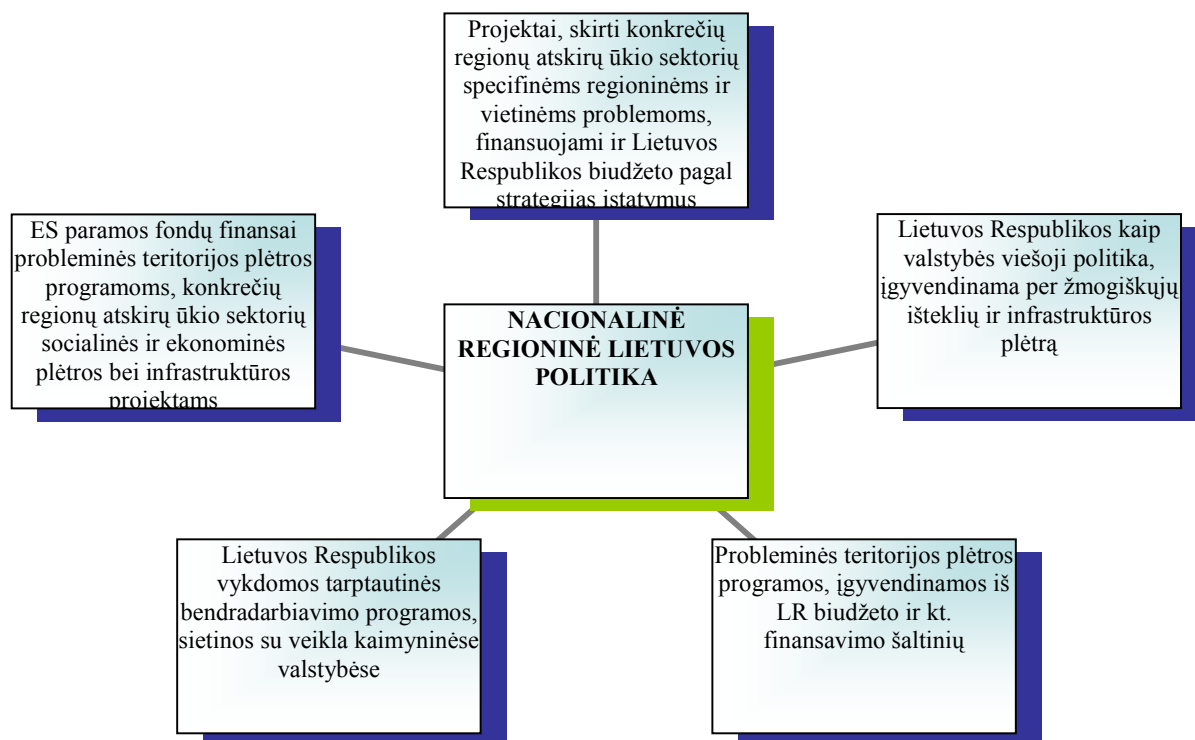 Projektai, skirti konkrečių
regionų atskirų ūkio sektorių
specifinėms regioninėms ir
vietinėms problemoms,
finansuojami ir Lietuvos
Respublikos biudžeto pagal
strategijas įstatymus
ES paramos fondų finansai
probleminės teritorijos plėtros
programoms, konkrečių
regionų atskirų ūkio sektorių
socialinės ir ekonominės
plėtros bei infrastruktūros
projektams
Lietuvos Respublikos kaip
valstybės viešoji politika,
įgyvendinama per žmogiškųjų
išteklių ir infrastruktūros
plėtrą
NACIONALINĖ
REGIONINĖ LIETUVOS
POLITIKA
Lietuvos Respublikos
vykdomos tarptautinės
bendradarbiavimo programos,
sietinos su veikla kaimyninėse
valstybėse
Probleminės teritorijos plėtros
programos, įgyvendinamos iš
LR biudžeto ir kt.
finansavimo šaltinių